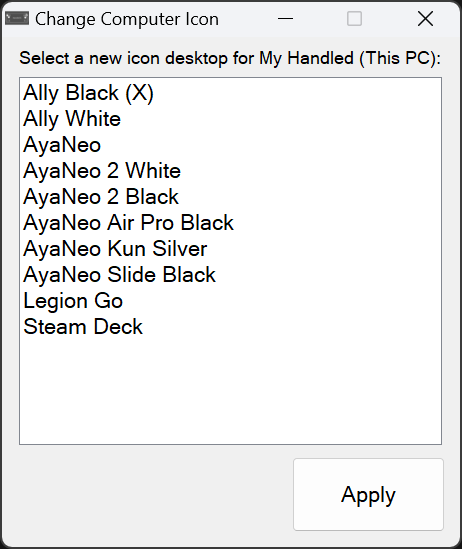 Change Computer Icon
Select a new icon desktop for My Handled (This PC):
Ally Black (X)
Ally White
AyaNeo
AyaNeo 2 White
AyaNeo 2 Black
AyaNeo Air Pro Black
AyaNeo Kun Silver
AyaNeo Slide Black
Legion Go
Steam Deck
Apply